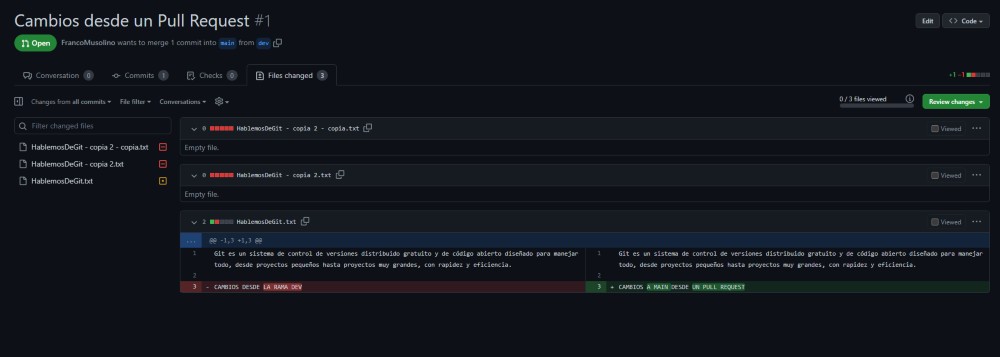 Cambios desde un Pull Request #1
Edit
<> Code
Open
FrancoMusolino wants to merge 1 commit into main from dev
Conversation 0
Commits 1
Checks 0
Files changed 3
+1 −1
Changes from all commits
File filter
Conversations
0 / 3 files viewed
Review changes
Filter changed files
HablemosDeGit - copia 2 - copia.txt
HablemosDeGit - copia 2.txt
HablemosDeGit.txt
0 HablemosDeGit - copia 2 - copia.txt
Viewed
Empty file.
0 HablemosDeGit - copia 2.txt
Viewed
Empty file.
2 HablemosDeGit.txt
Viewed
@@ -1,3 +1,3 @@
1 Git es un sistema de control de versiones distribuido gratuito y de código abierto diseñado para manejar
todo, desde proyectos pequeños hasta proyectos muy grandes, con rapidez y eficiencia.
2
3 - CAMBIOS DESDE LA RAMA DEV
1 Git es un sistema de control de versiones distribuido gratuito y de código abierto diseñado para manejar
todo, desde proyectos pequeños hasta proyectos muy grandes, con rapidez y eficiencia.
2
3 + CAMBIOS A MAIN DESDE UN PULL REQUEST